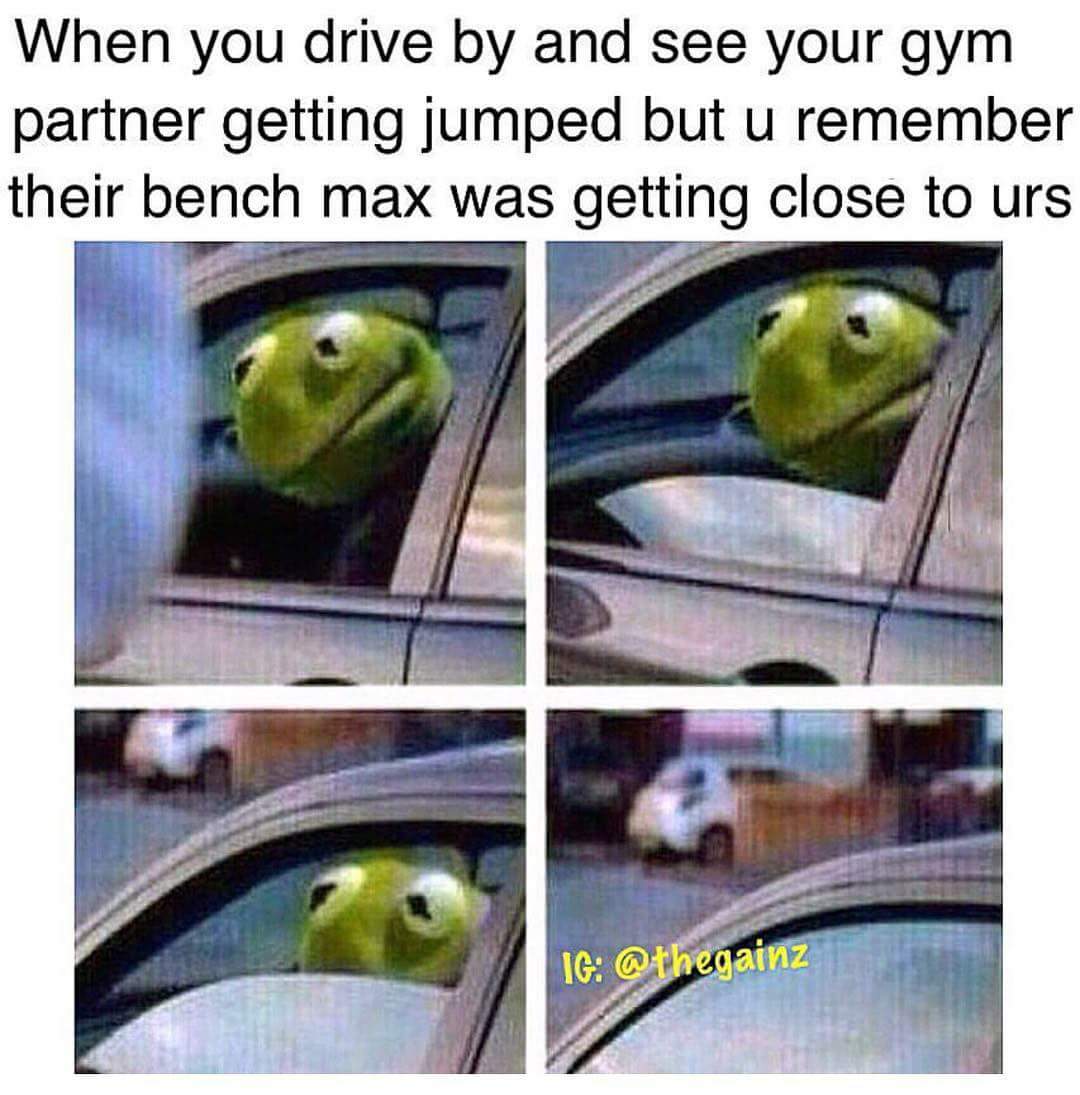 When you drive by and see your gym
partner getting jumped but u remember
their bench max was getting close to urs
IG: @thegainz